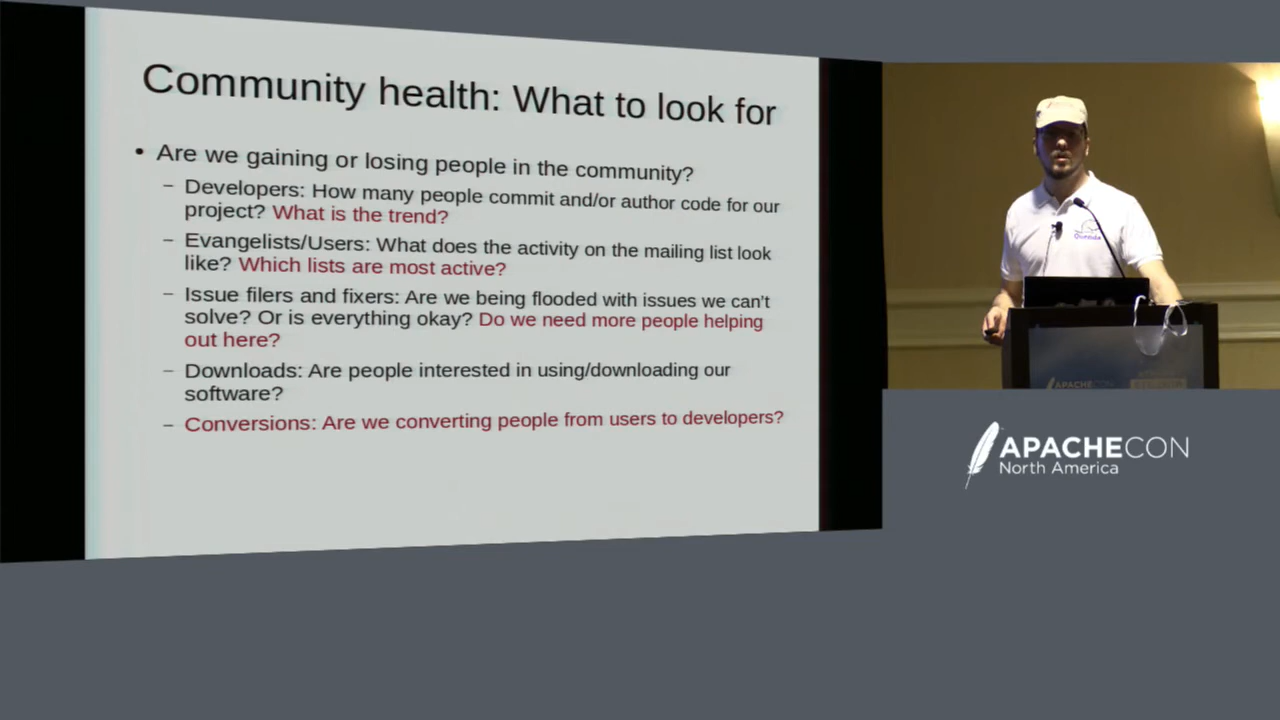 Community health: What to look for
• Are we gaining or losing people in the community?
– Developers: How many people commit and/or author code for our
project? What is the trend?
– Evangelists/Users: What does the activity on the mailing list look
like? Which lists are most active?
– Issue filers and fixers: Are we being flooded with issues we can't
solve? Or is everything okay? Do we need more people helping
out here?
– Downloads: Are people interested in using/downloading our
software?
– Conversions: Are we converting people from users to developers?
APACHECON
APACHECON
North America